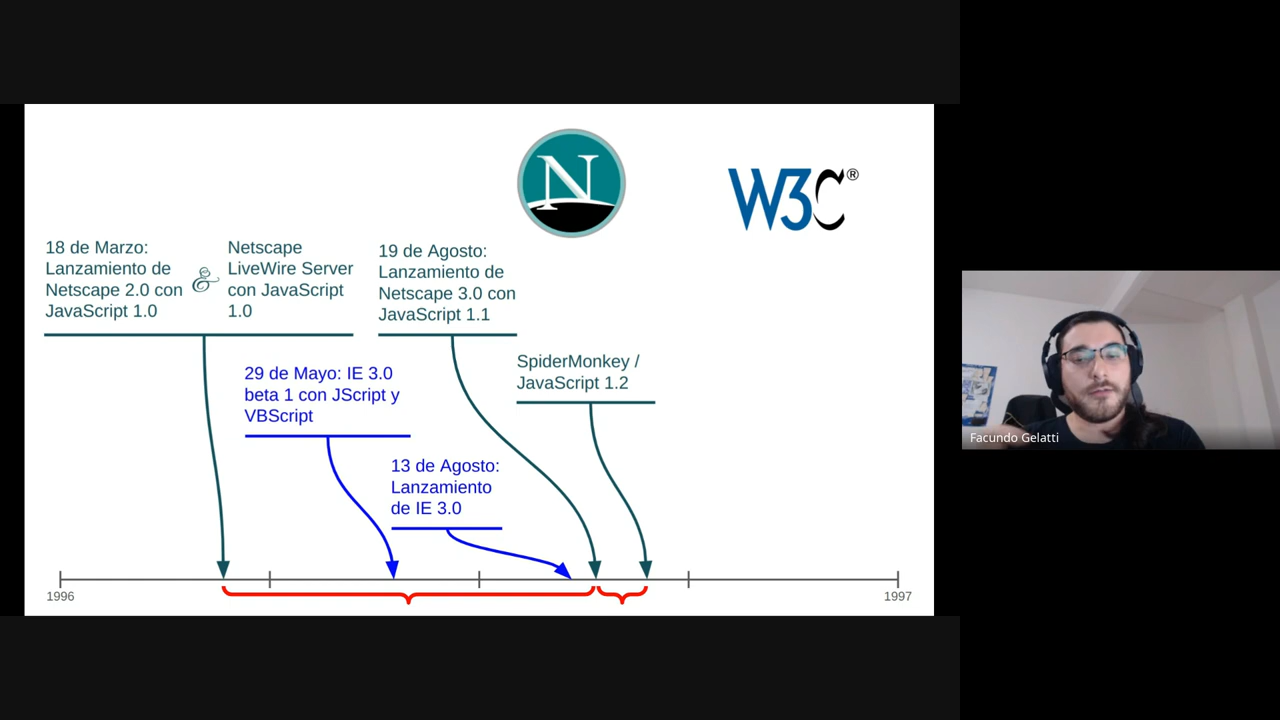 N
W3C®
18 de Marzo:
Lanzamiento de
Netscape 2.0 con
JavaScript 1.0
&
Netscape
LiveWire Server
con JavaScript
1.0
19 de Agosto:
Lanzamiento de
Netscape 3.0 con
JavaScript 1.1
SpiderMonkey /
JavaScript 1.2
29 de Mayo: IE 3.0
beta 1 con JScript y
VBScript
13 de Agosto:
Lanzamiento
de IE 3.0
1996
1997
Facundo Gelatti